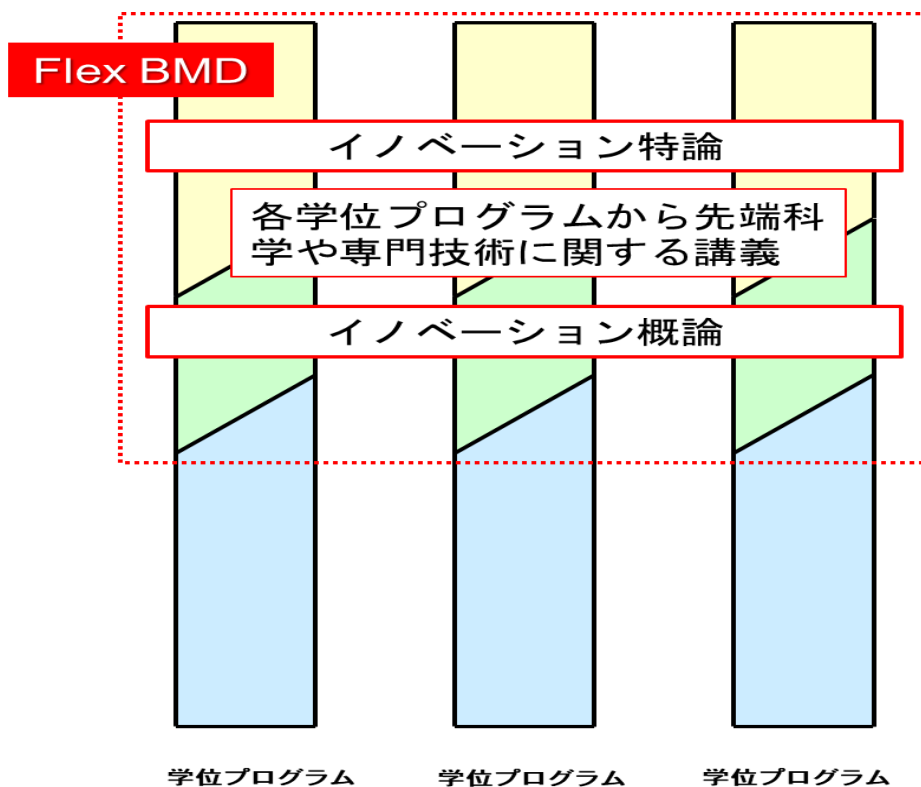 Flex BMD
イノベーション特論
各学位プログラムから先端科
学や専門技術に関する講義
イノベーション概論
学位プログラム
学位プログラム
学位プログラム